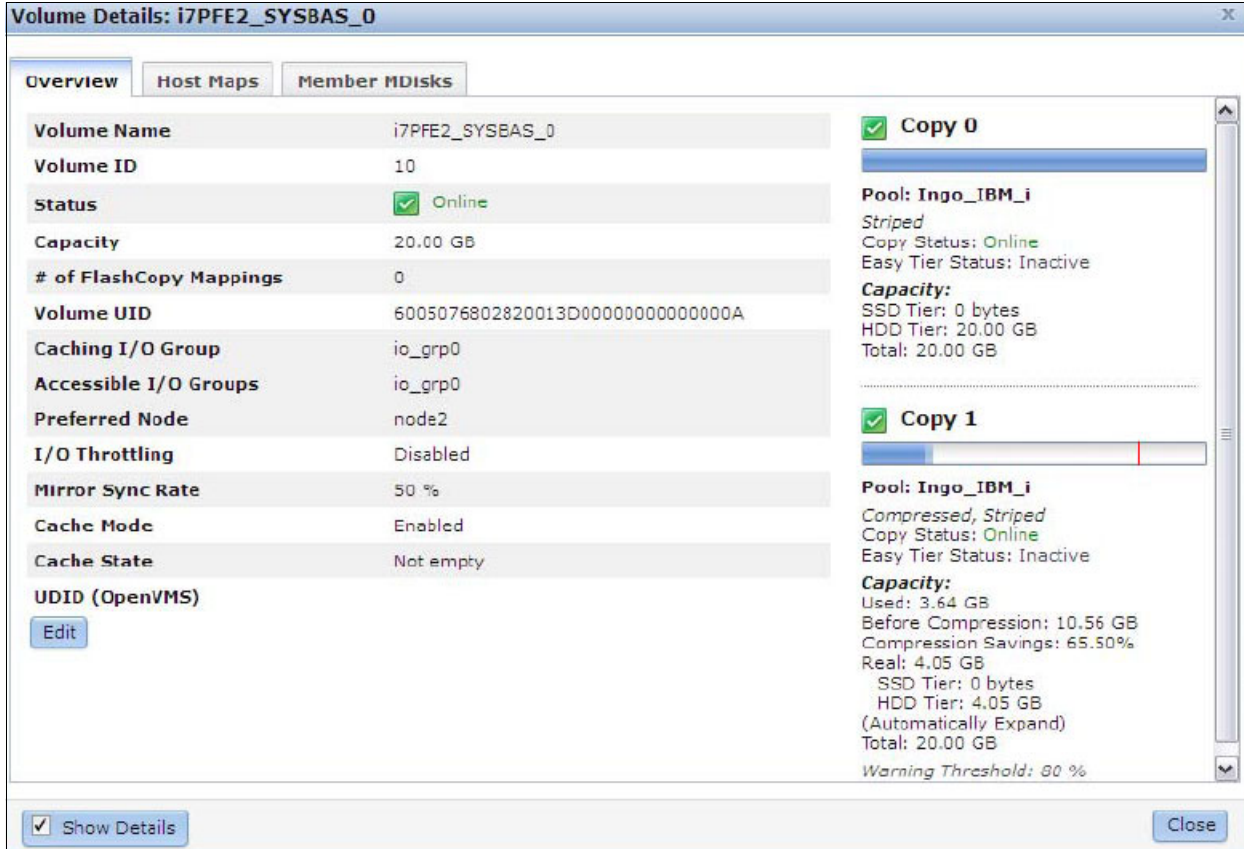 Volume Details: i7PFE2_SYSBAS_0
x
Overview
Host Maps
Member MDisks
Volume Name i7PFE2_SYSBAS_0
Volume ID 10
Status Online
Capacity 20.00 GB
# of FlashCopy Mappings 0
Volume UID 6005076802820013D00000000000000A
Caching I/O Group io_grp0
Accessible I/O Groups io_grp0
Preferred Node node2
I/O Throttling Disabled
Mirror Sync Rate 50 %
Cache Mode Enabled
Cache State Not empty
UDID (OpenVMS)
Edit
Copy 0
Pool: Ingo_IBM_i
Striped
Copy Status: Online
Easy Tier Status: Inactive
Capacity:
SSD Tier: 0 bytes
HDD Tier: 20.00 GB
Total: 20.00 GB
Copy 1
Pool: Ingo_IBM_i
Compressed, Striped
Copy Status: Online
Easy Tier Status: Inactive
Capacity:
Used: 3.64 GB
Before Compression: 10.56 GB
Compression Savings: 65.50%
Real: 4.05 GB
SSD Tier: 0 bytes
HDD Tier: 4.05 GB
(Automatically Expand)
Total: 20.00 GB
Warning Threshold: 80 %
Show Details
Close